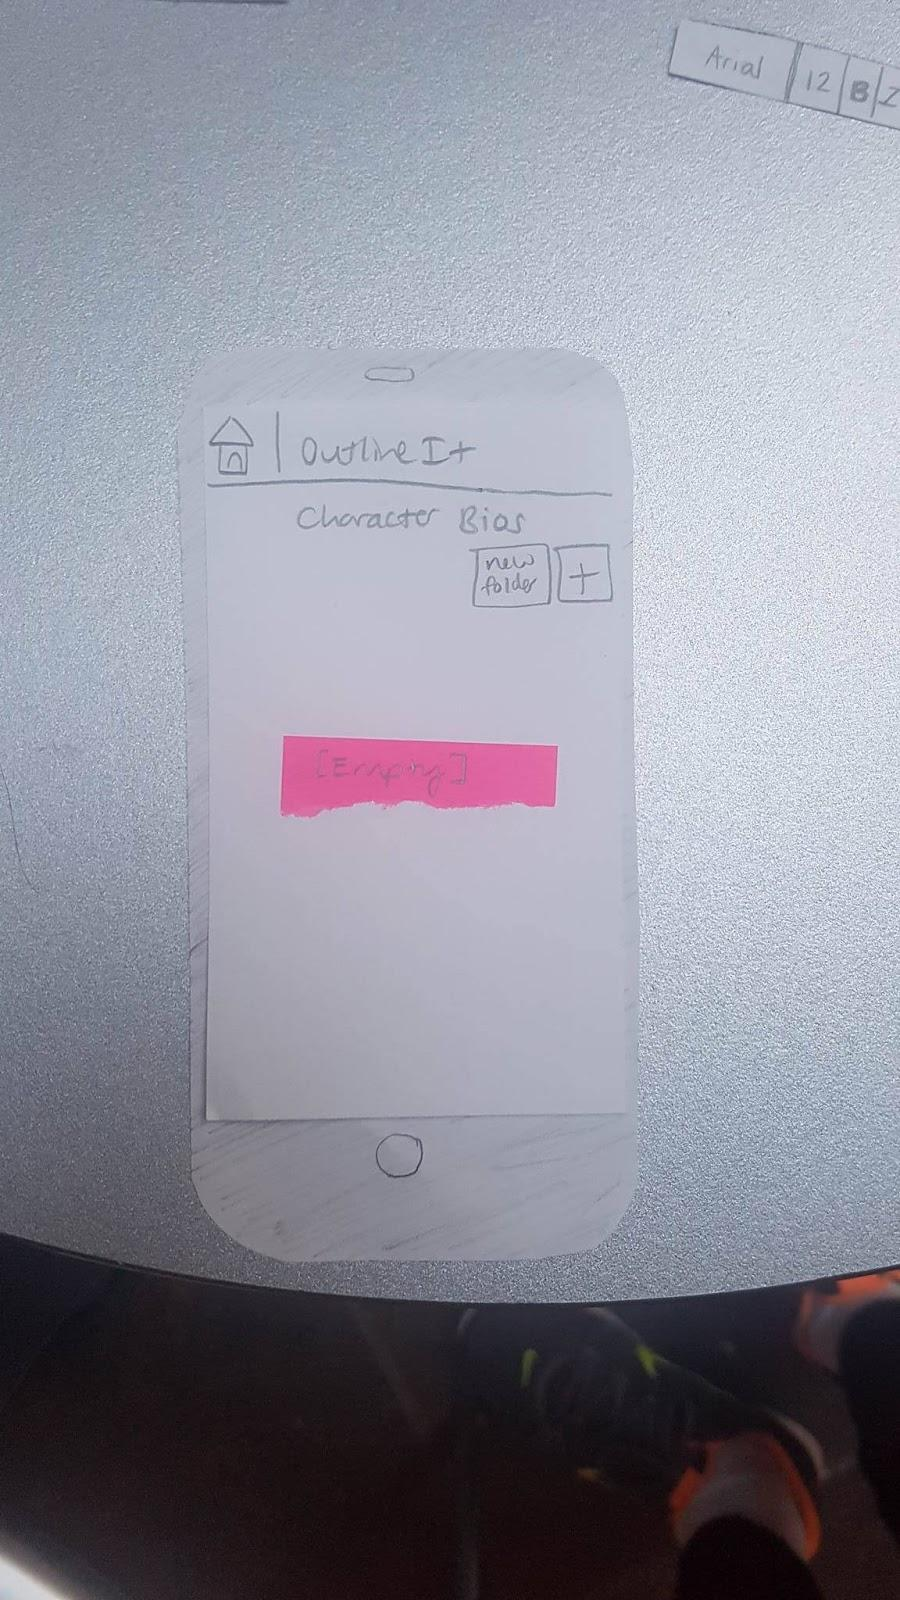 Arial 12 B I
Outline It
Character Bios
new
folder
+
[Empty]